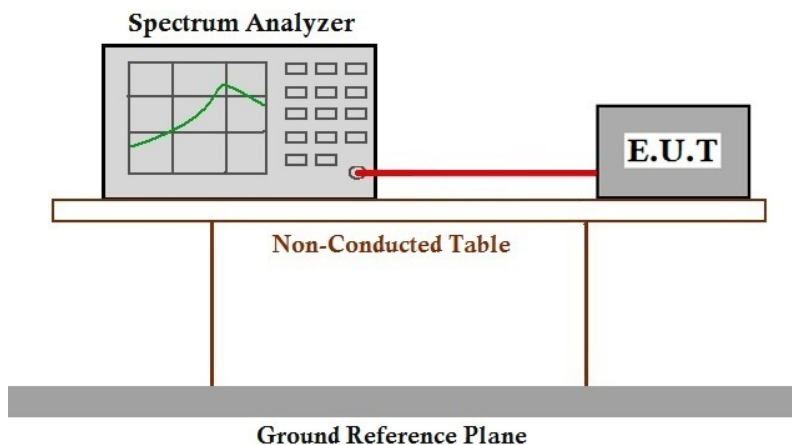 Spectrum Analyzer
E.U.T
Non-Conducted Table
Ground Reference Plane